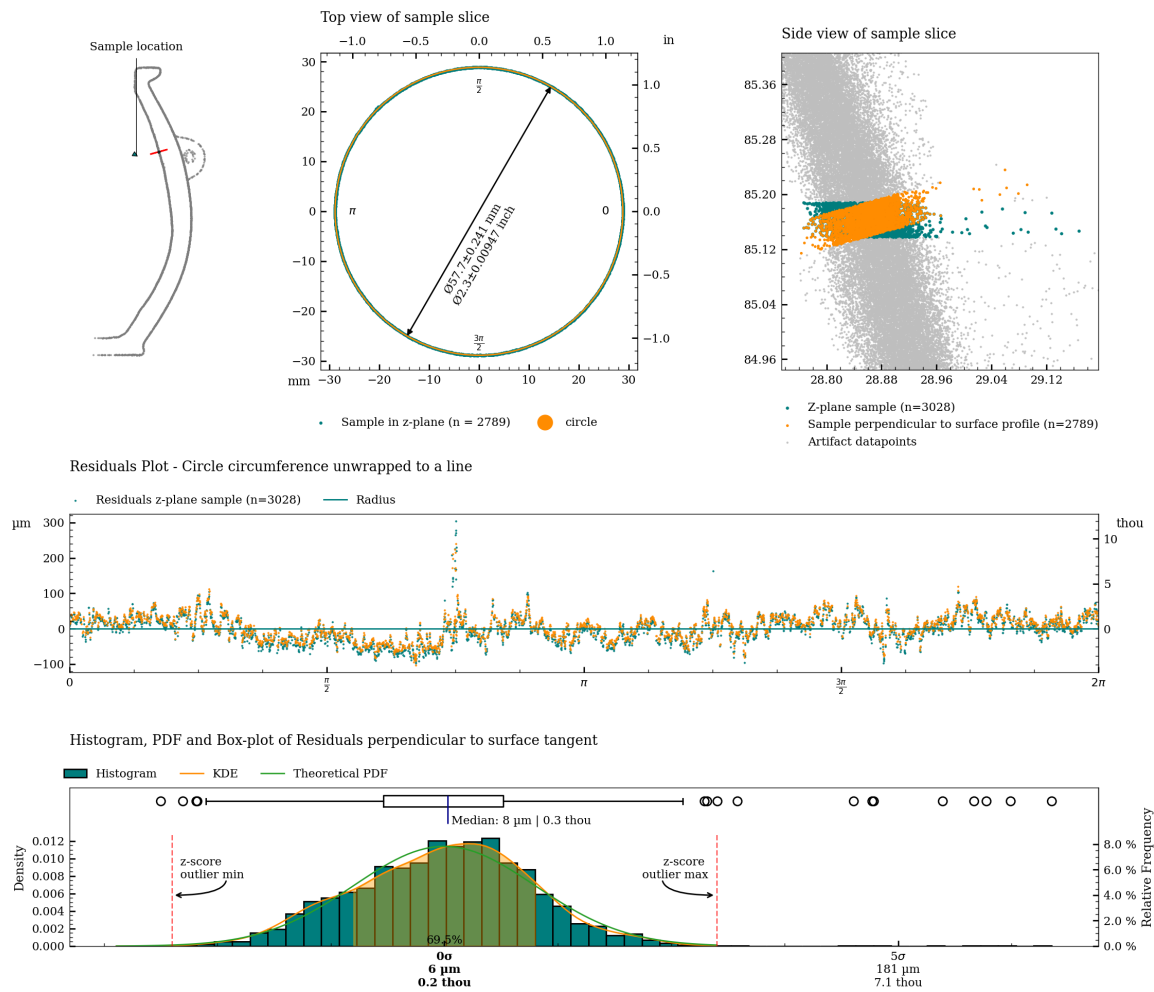 Sample location
Top view of sample slice
−1.0 −0.5 0.0 0.5 1.0 in
30
20
10
0
−10
−20
−30
mm −30 −20 −10 0 10 20 30
1.0
0.5
0.0
−0.5
−1.0
π/2
π
0
3π/2
Ø57.7±0.241 mm
Ø2.3±0.00947 inch
Sample in z-plane (n = 2789)
circle
Side view of sample slice
85.36
85.28
85.20
85.12
85.04
84.96
28.80 28.88 28.96 29.04 29.12
Z-plane sample (n=3028)
Sample perpendicular to surface profile (n=2789)
Artifact datapoints
Residuals Plot - Circle circumference unwrapped to a line
Residuals z-plane sample (n=3028)
Radius
µm
300
200
100
0
−100
thou
10
5
0
0 π/2 π 3π/2 2π
Histogram, PDF and Box-plot of Residuals perpendicular to surface tangent
Histogram
KDE
Theoretical PDF
Median: 8 µm | 0.3 thou
Density
0.012
0.010
0.008
0.006
0.004
0.002
0.000
z-score
outlier min
z-score
outlier max
8.0 %
6.0 %
4.0 %
2.0 %
0.0 %
Relative Frequency
69.5%
0σ
6 µm
0.2 thou
5σ
181 µm
7.1 thou